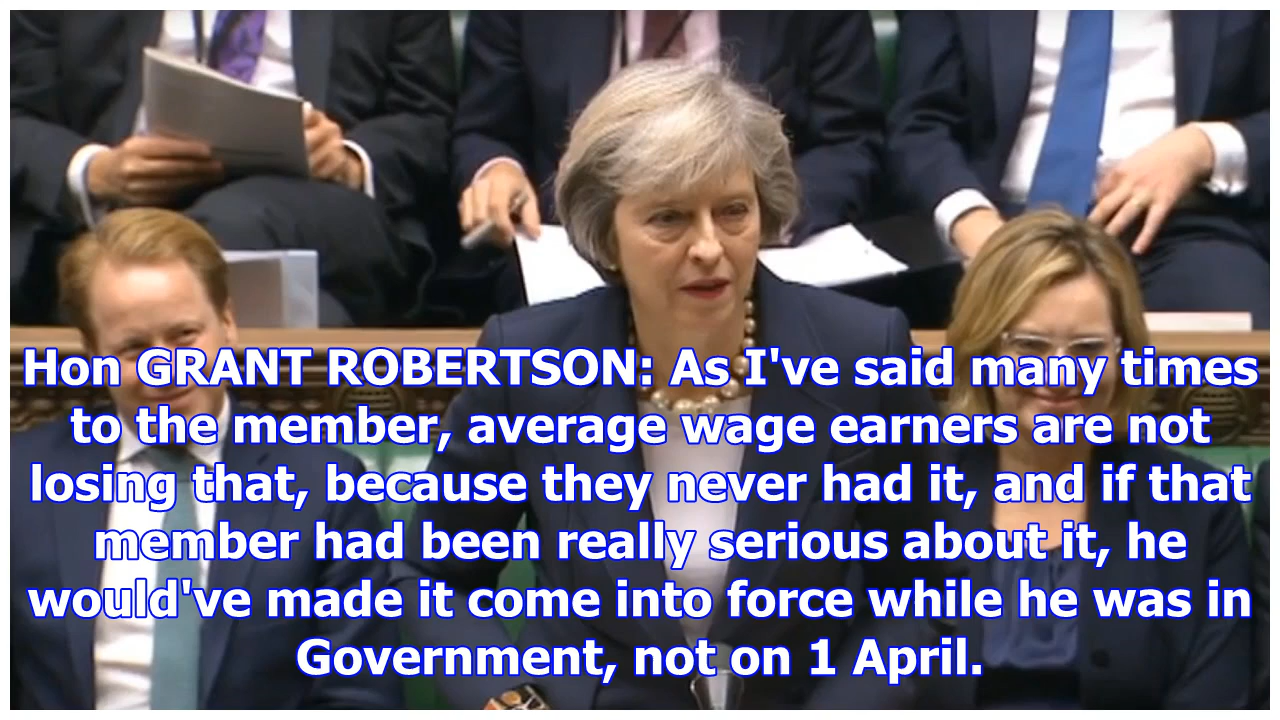 Hon GRANT ROBERTSON: As I've said many times
to the member, average wage earners are not
losing that, because they never had it, and if that
member had been really serious about it, he
would've made it come into force while he was in
Government, not on 1 April.